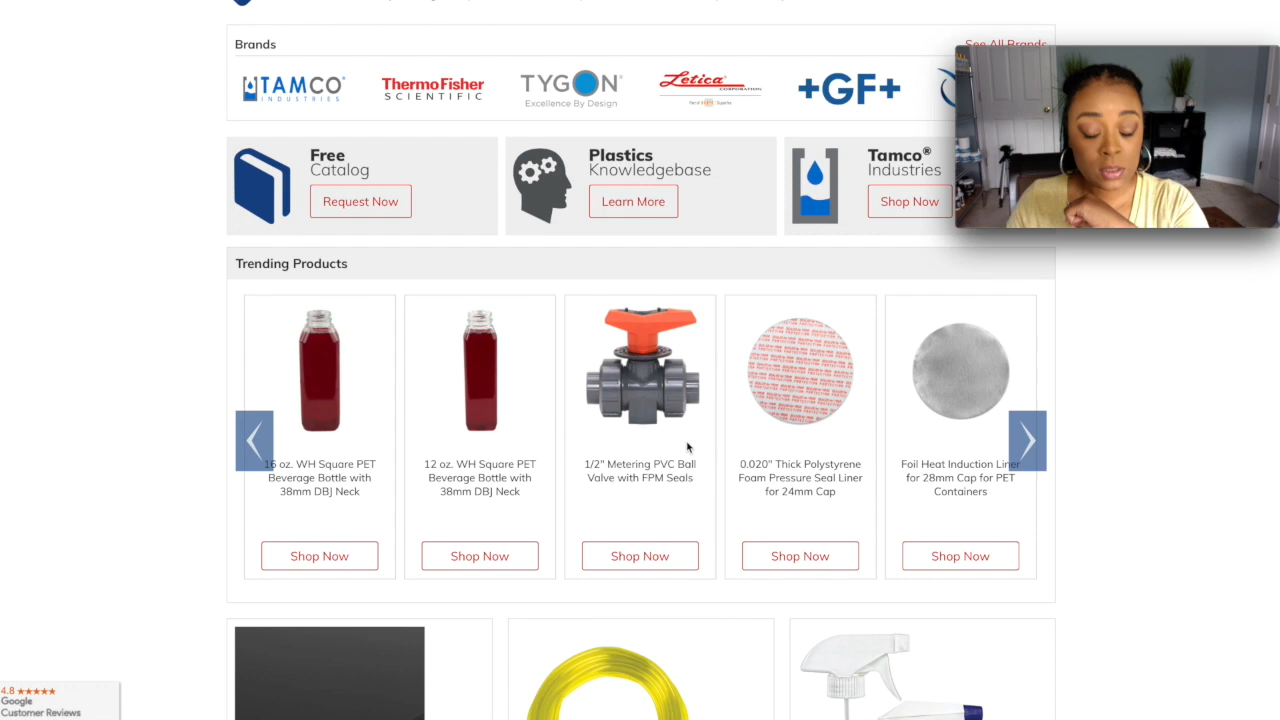 Brands
See All Brands
TAMCO®
INDUSTRIES
ThermoFisher
SCIENTIFIC
TYGON®
Excellence By Design
Letica
CORPORATION
+GF+
Free
Catalog
Request Now
Plastics
Knowledgebase
Learn More
Tamco®
Industries
Shop Now
Trending Products
16 oz. WH Square PET
Beverage Bottle with
38mm DBJ Neck
Shop Now
12 oz. WH Square PET
Beverage Bottle with
38mm DBJ Neck
Shop Now
1/2" Metering PVC Ball
Valve with FPM Seals
Shop Now
0.020" Thick Polystyrene
Foam Pressure Seal Liner
for 24mm Cap
Shop Now
Foil Heat Induction Liner
for 28mm Cap for PET
Containers
Shop Now
4.8 ★★★★★
Google
Customer Reviews